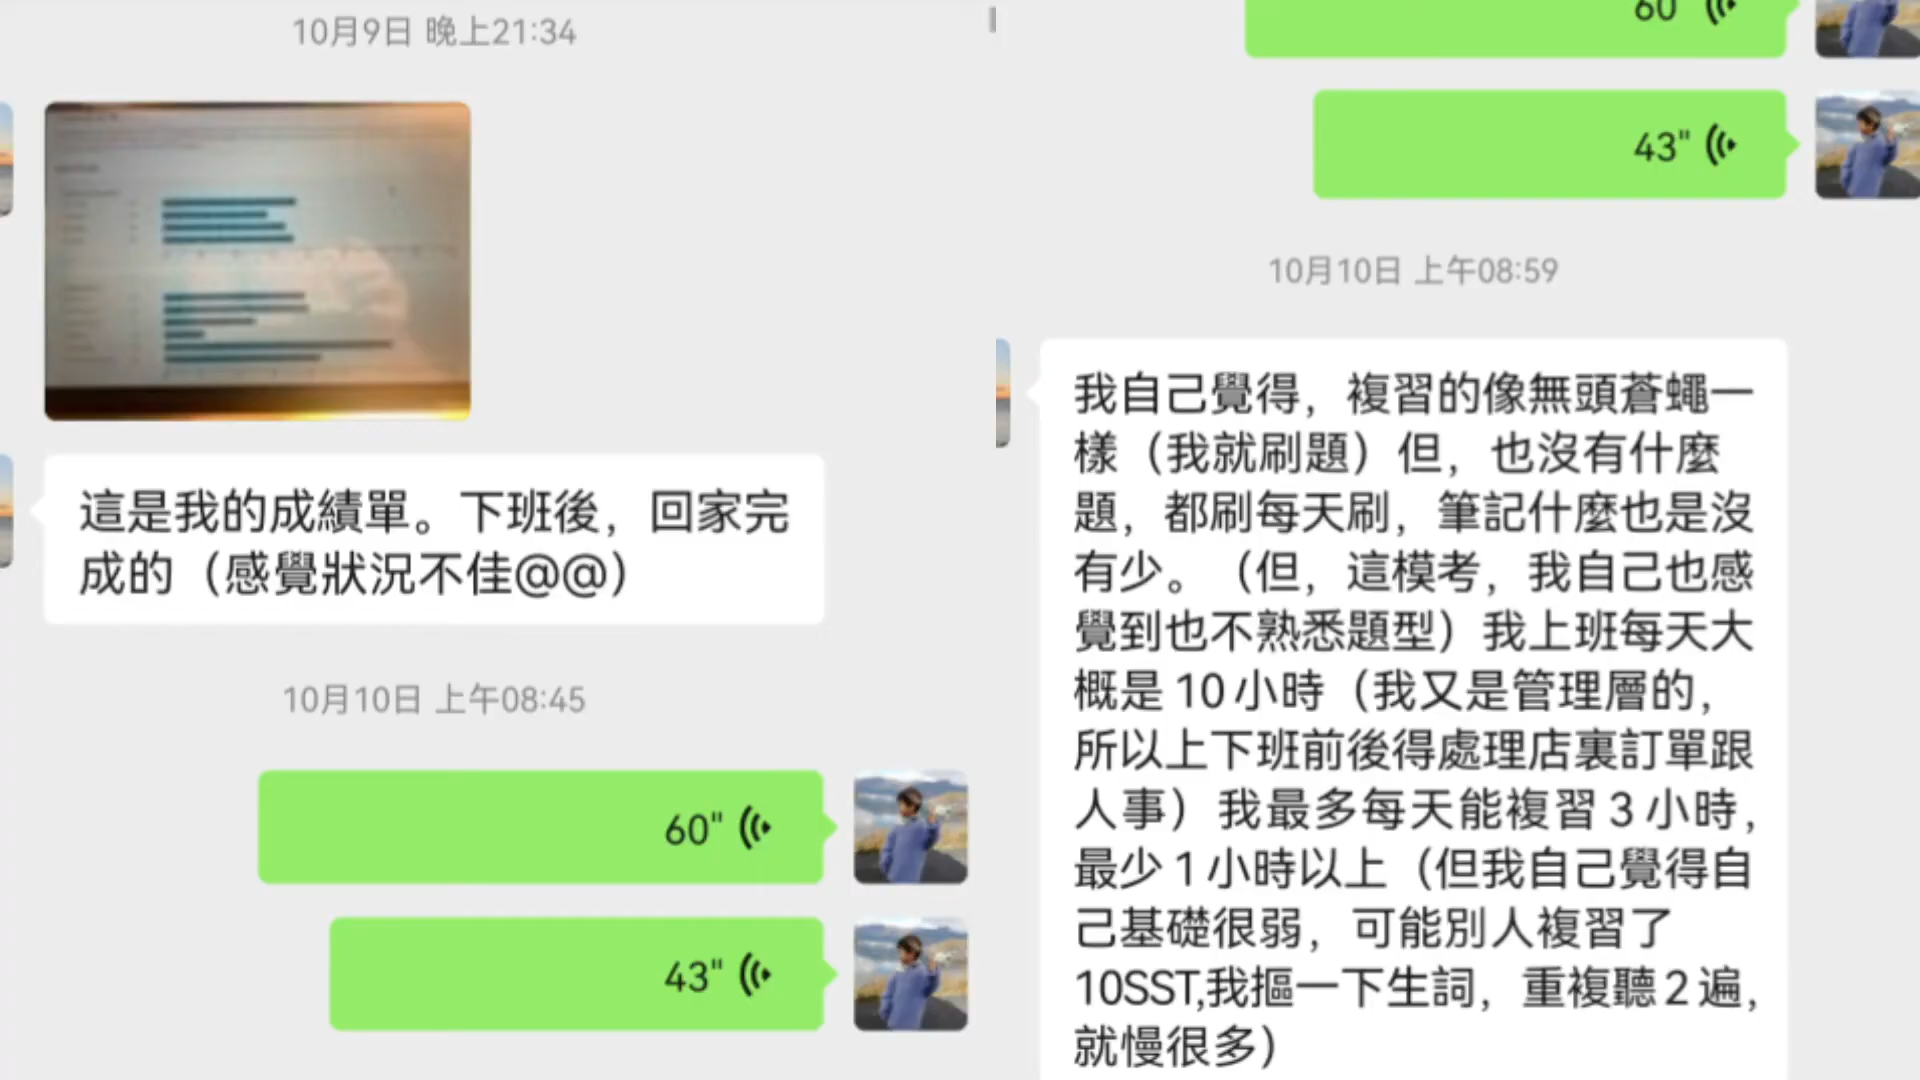 10月9日 晚上21:34
這是我的成績單。下班後，回家完
成的（感覺狀況不佳@@）
10月10日 上午08:45
60"
43"
60
43"
10月10日 上午08:59
我自己覺得，複習的像無頭蒼蠅一
樣（我就刷題）但，也沒有什麼
題，都刷每天刷，筆記什麼也是沒
有少。（但，這模考，我自己也感
覺到也不熟悉題型）我上班每天大
概是10小時（我又是管理層的，
所以上下班前後得處理店裏訂單跟
人事）我最多每天能複習3小時，
最少1小時以上（但我自己覺得自
己基礎很弱，可能別人複習了
10SST,我摳一下生詞，重複聽2遍，
就慢很多）